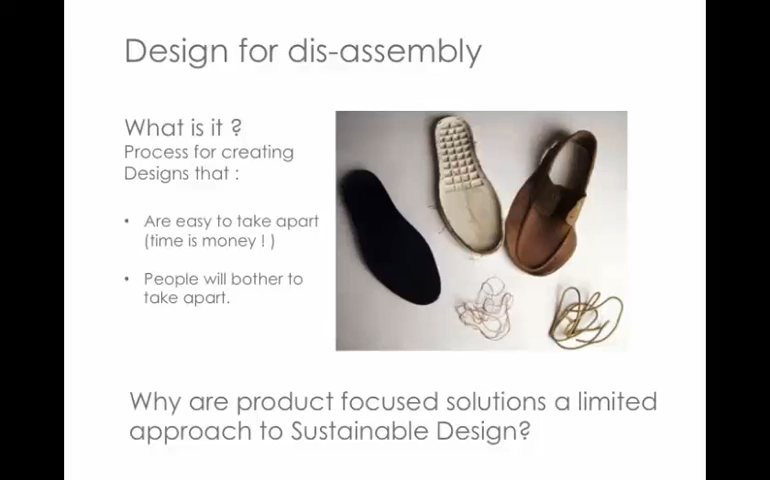 Design for dis-assembly
What is it ?
Process for creating
Designs that :
• Are easy to take apart
(time is money ! )
• People will bother to
take apart.
Why are product focused solutions a limited
approach to Sustainable Design?